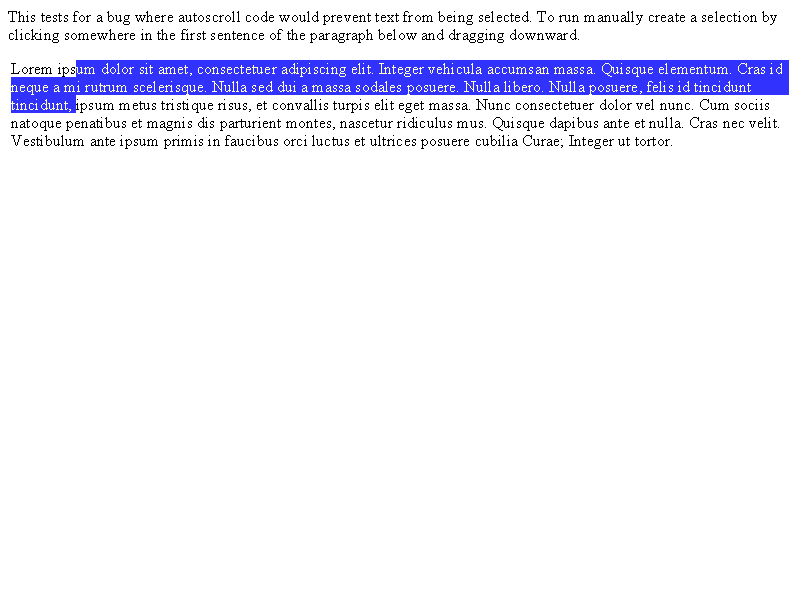 This tests for a bug where autoscroll code would prevent text from being selected. To run manually create a selection by
clicking somewhere in the first sentence of the paragraph below and dragging downward.
Lorem ipsum dolor sit amet, consectetuer adipiscing elit. Integer vehicula accumsan massa. Quisque elementum. Cras id
neque a mi rutrum scelerisque. Nulla sed dui a massa sodales posuere. Nulla libero. Nulla posuere, felis id tincidunt
tincidunt, ipsum metus tristique risus, et convallis turpis elit eget massa. Nunc consectetuer dolor vel nunc. Cum sociis
natoque penatibus et magnis dis parturient montes, nascetur ridiculus mus. Quisque dapibus ante et nulla. Cras nec velit.
Vestibulum ante ipsum primis in faucibus orci luctus et ultrices posuere cubilia Curae; Integer ut tortor.